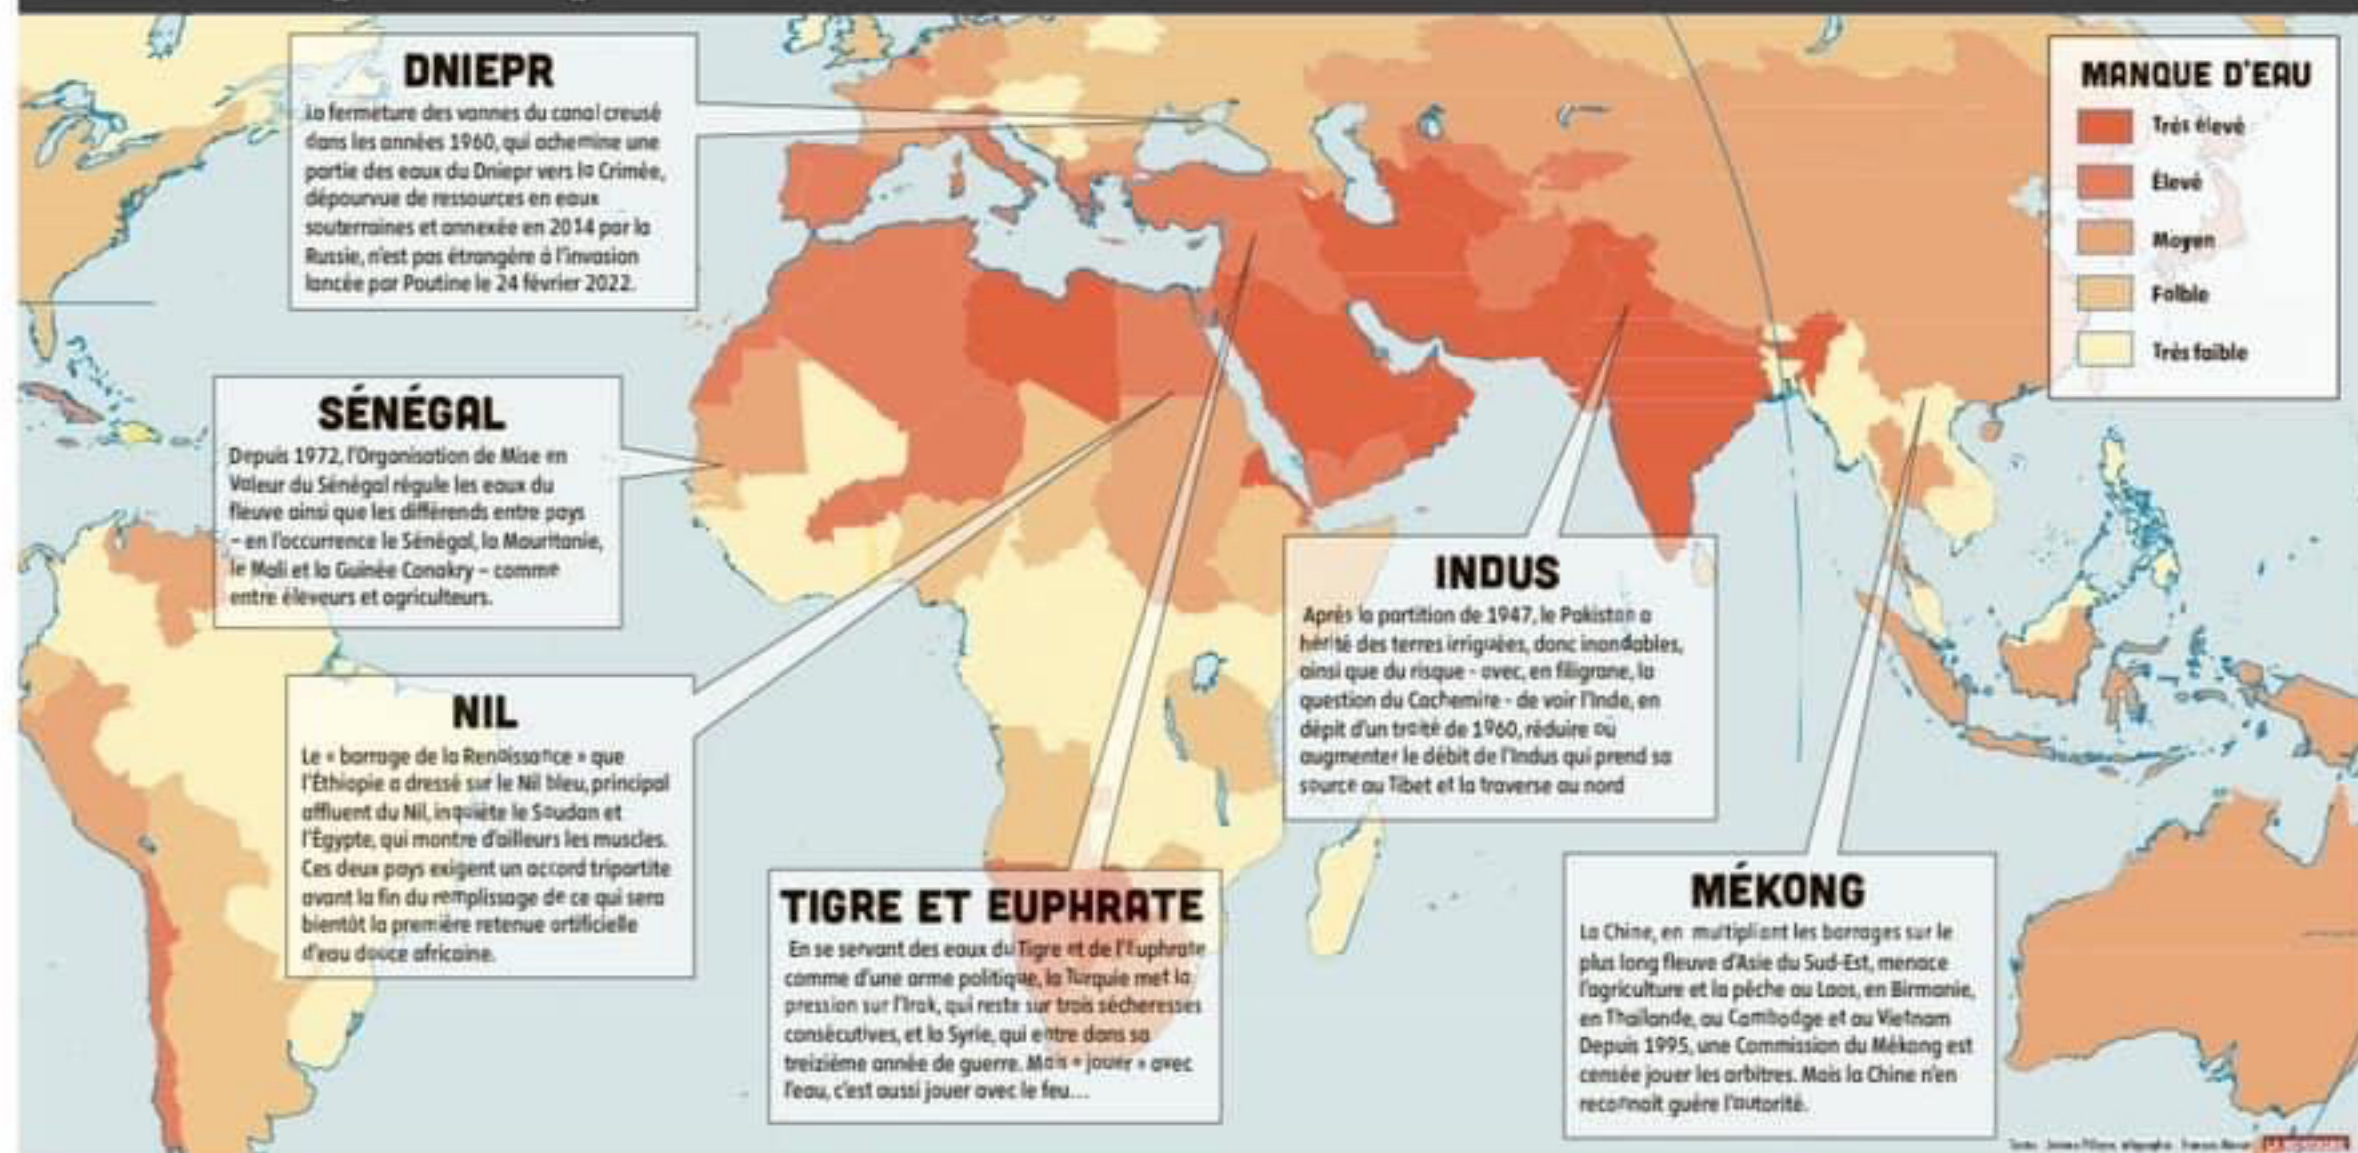 DNIEPR
La fermeture des vannes du canal creusé
dans les années 1960, qui achemine une
partie des eaux du Dniepr vers la Crimée,
dépourvue de ressources en eaux
souterraines et annexée en 2014 par la
Russie, n'est pas étrangère à l'invasion
lancée par Poutine le 24 février 2022.
SÉNÉGAL
Depuis 1972, l'Organisation de Mise en
Valeur du Sénégal régule les eaux du
fleuve ainsi que les différends entre pays
– en l'occurrence le Sénégal, la Mauritanie,
le Mali et la Guinée Conakry – comme
entre éleveurs et agriculteurs.
NIL
Le « barrage de la Renaissance » que
l'Éthiopie a dressé sur le Nil bleu, principal
affluent du Nil, inquiète le Soudan et
l'Égypte, qui montre d'ailleurs les muscles.
Ces deux pays exigent un accord tripartite
avant la fin du remplissage de ce qui sera
bientôt la première retenue artificielle
d'eau douce africaine.
TIGRE ET EUPHRATE
En se servant des eaux du Tigre et de l'Euphrate
comme d'une arme politique, la Turquie met la
pression sur l'Irak, qui reste sur trois sécheresses
consécutives, et la Syrie, qui entre dans sa
treizième année de guerre. Mais « jouer » avec
l'eau, c'est aussi jouer avec le feu...
INDUS
Après la partition de 1947, le Pakistan a
hérité des terres irriguées, donc inondables,
ainsi que du risque - avec, en filigrane, la
question du Cachemire - de voir l'Inde, en
dépit d'un traité de 1960, réduire ou
augmenter le débit de l'Indus qui prend sa
source au Tibet et la traverse au nord
MÉKONG
La Chine, en multipliant les barrages sur le
plus long fleuve d'Asie du Sud-Est, menace
l'agriculture et la pêche au Laos, en Birmanie,
en Thaïlande, au Cambodge et au Vietnam
Depuis 1995, une Commission du Mékong est
censée jouer les arbitres. Mais la Chine n'en
reconnaît guère l'autorité.
MANQUE D'EAU
Très élevé
Élevé
Moyen
Faible
Très faible